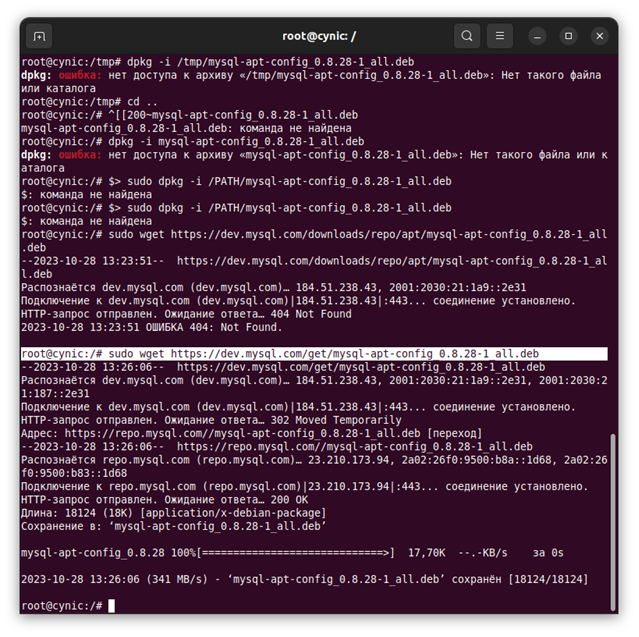 root@cynic: /
root@cynic:/tmp# dpkg -i /tmp/mysql-apt-config_0.8.28-1_all.deb
dpkg: ошибка: нет доступа к архиву «/tmp/mysql-apt-config_0.8.28-1_all.deb»: Нет такого файла
или каталога
root@cynic:/tmp# cd ..
root@cynic:/# ^[[200~mysql-apt-config_0.8.28-1_all.deb
mysql-apt-config_0.8.28-1_all.deb: команда не найдена
root@cynic:/# dpkg -i mysql-apt-config_0.8.28-1_all.deb
dpkg: ошибка: нет доступа к архиву «mysql-apt-config_0.8.28-1_all.deb»: Нет такого файла или к
аталога
root@cynic:/# $> sudo dpkg -i /PATH/mysql-apt-config_0.8.28-1_all.deb
$: команда не найдена
root@cynic:/# $> sudo dpkg -i /PATH/mysql-apt-config_0.8.28-1_all.deb
$: команда не найдена
root@cynic:/# sudo wget https://dev.mysql.com/downloads/repo/apt/mysql-apt-config_0.8.28-1_all
.deb
--2023-10-28 13:23:51--  https://dev.mysql.com/downloads/repo/apt/mysql-apt-config_0.8.28-1_al
l.deb
Распознаётся dev.mysql.com (dev.mysql.com)… 184.51.238.43, 2001:2030:21:1a9::2e31
Подключение к dev.mysql.com (dev.mysql.com)|184.51.238.43|:443... соединение установлено.
HTTP-запрос отправлен. Ожидание ответа… 404 Not Found
2023-10-28 13:23:51 ОШИБКА 404: Not Found.
root@cynic:/# sudo wget https://dev.mysql.com/get/mysql-apt-config_0.8.28-1_all.deb
--2023-10-28 13:26:06--  https://dev.mysql.com/get/mysql-apt-config_0.8.28-1_all.deb
Распознаётся dev.mysql.com (dev.mysql.com)… 184.51.238.43, 2001:2030:21:1a9::2e31, 2001:2030:2
1:187::2e31
Подключение к dev.mysql.com (dev.mysql.com)|184.51.238.43|:443... соединение установлено.
HTTP-запрос отправлен. Ожидание ответа… 302 Moved Temporarily
Адрес: https://repo.mysql.com//mysql-apt-config_0.8.28-1_all.deb [переход]
--2023-10-28 13:26:06--  https://repo.mysql.com//mysql-apt-config_0.8.28-1_all.deb
Распознаётся repo.mysql.com (repo.mysql.com)… 23.210.173.94, 2a02:26f0:9500:b8a::1d68, 2a02:26
f0:9500:b83::1d68
Подключение к repo.mysql.com (repo.mysql.com)|23.210.173.94|:443... соединение установлено.
HTTP-запрос отправлен. Ожидание ответа… 200 OK
Длина: 18124 (18K) [application/x-debian-package]
Сохранение в: ‘mysql-apt-config_0.8.28-1_all.deb’
mysql-apt-config_0.8.28 100%[=============================>]  17,70K  --.-KB/s    за 0s
2023-10-28 13:26:06 (341 MB/s) - ‘mysql-apt-config_0.8.28-1_all.deb’ сохранён [18124/18124]
root@cynic:/#